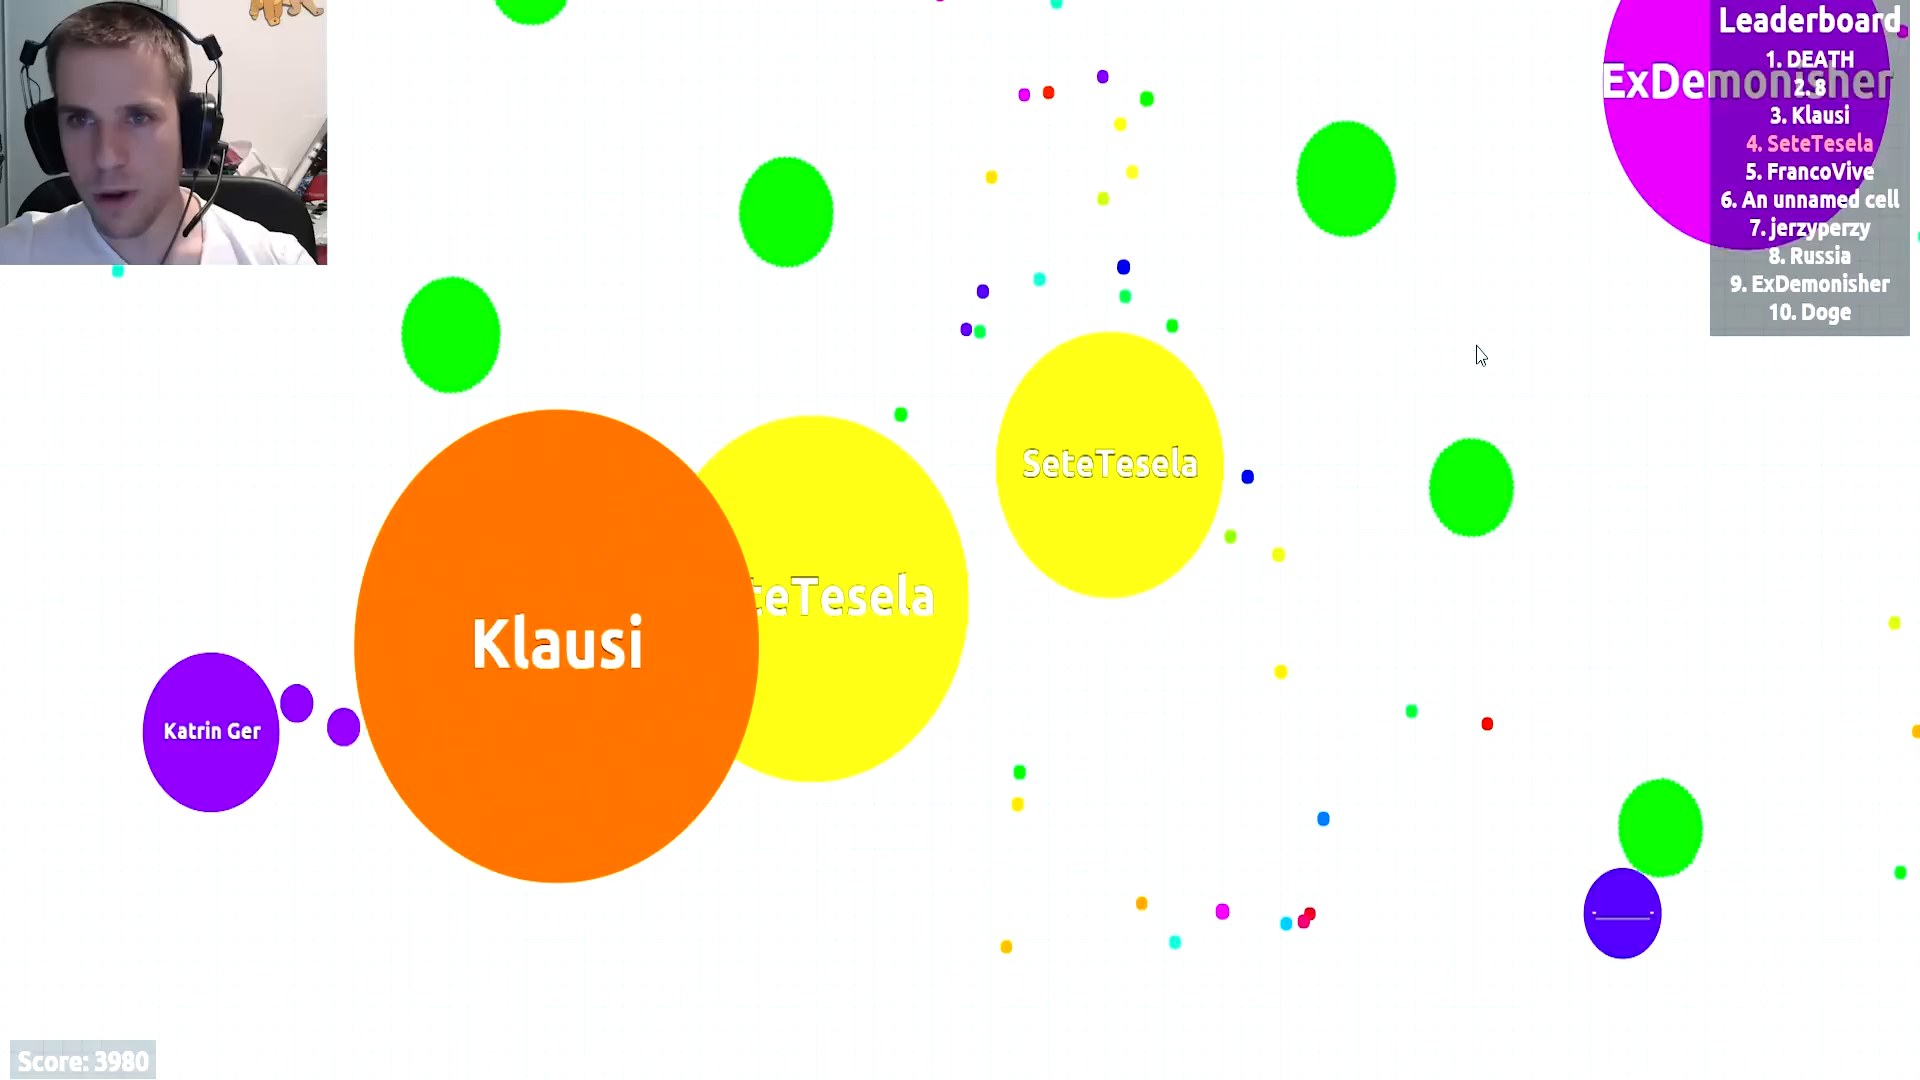 Leaderboard
1. DEATH
2. 8
3. Klausi
4. SeteTesela
5. FrancoVive
6. An unnamed cell
7. jerzyperzy
8. Russia
9. ExDemonisher
10. Doge
ExDemonisher
SeteTesela
teTesela
Klausi
Katrin Ger
Score: 3980